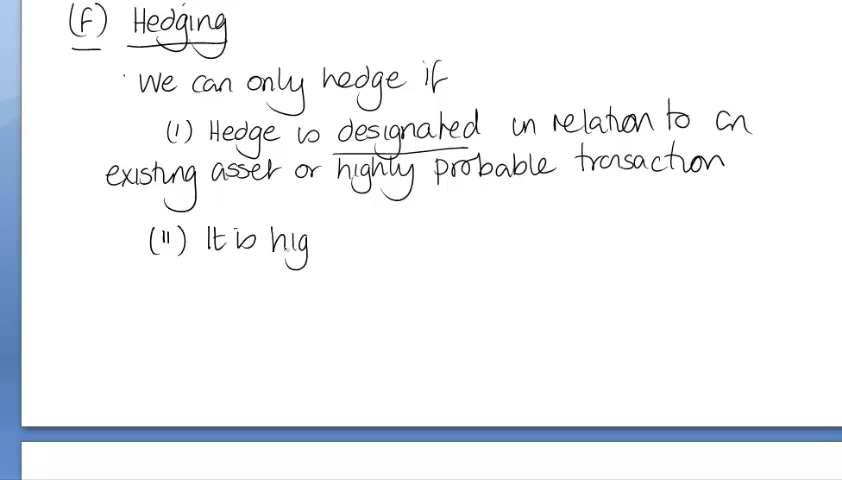 (F) Hedging
We can only hedge if
(i) Hedge is designated in relation to an
existing asset or highly probable transaction
(ii) It is hig